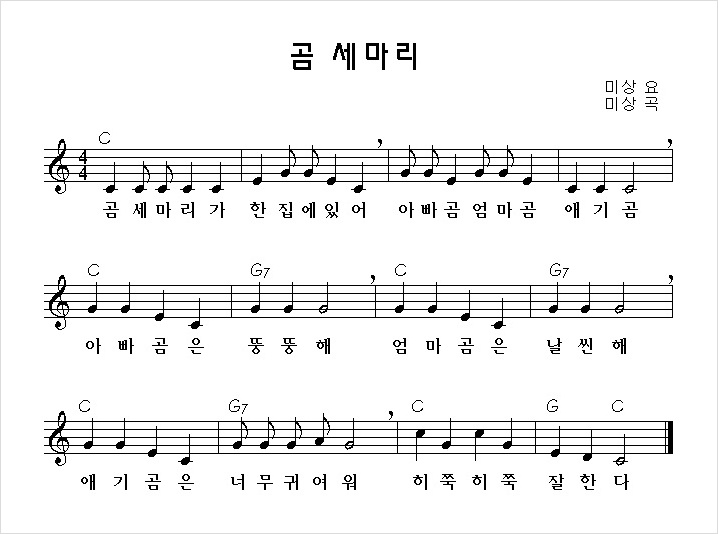 곰 세마리
미상 요
미상 곡
C
4
4
곰 세 마 리 가 한 집 에 있 어 아 빠 곰 엄 마 곰 애 기 곰
C G7 C G7
아 빠 곰 은 뚱 뚱 해 엄 마 곰 은 날 씬 해
C G7 C G C
애 기 곰 은 너 무 귀 여 워 히 쭉 히 쭉 잘 한 다